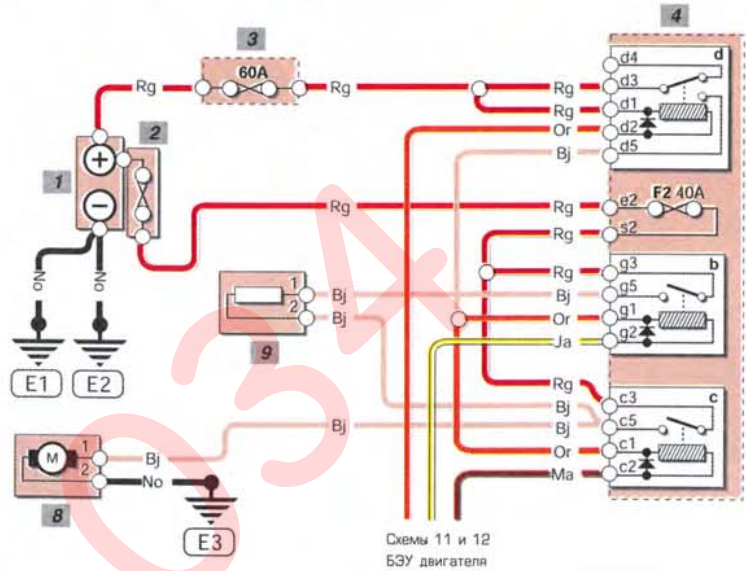 4
3
d
60A
d4
Rg
Rg
Rg
d3
2
Rg
d1
+
Or
d2
Bj
d5
1
–
Rg
Rg
F2 40A
e2
Rg
s2
b
No
No
Rg
g3
1
Bj
Bj
g5
2
Bj
Or
g1
Ja
g2
9
E1
E2
Rg
c
c3
Bj
Bj
Bj
c5
1
M
Bj
Or
c1
2
No
Ma
c2
8
E3
Схемы 11 и 12
БЭУ двигателя
034